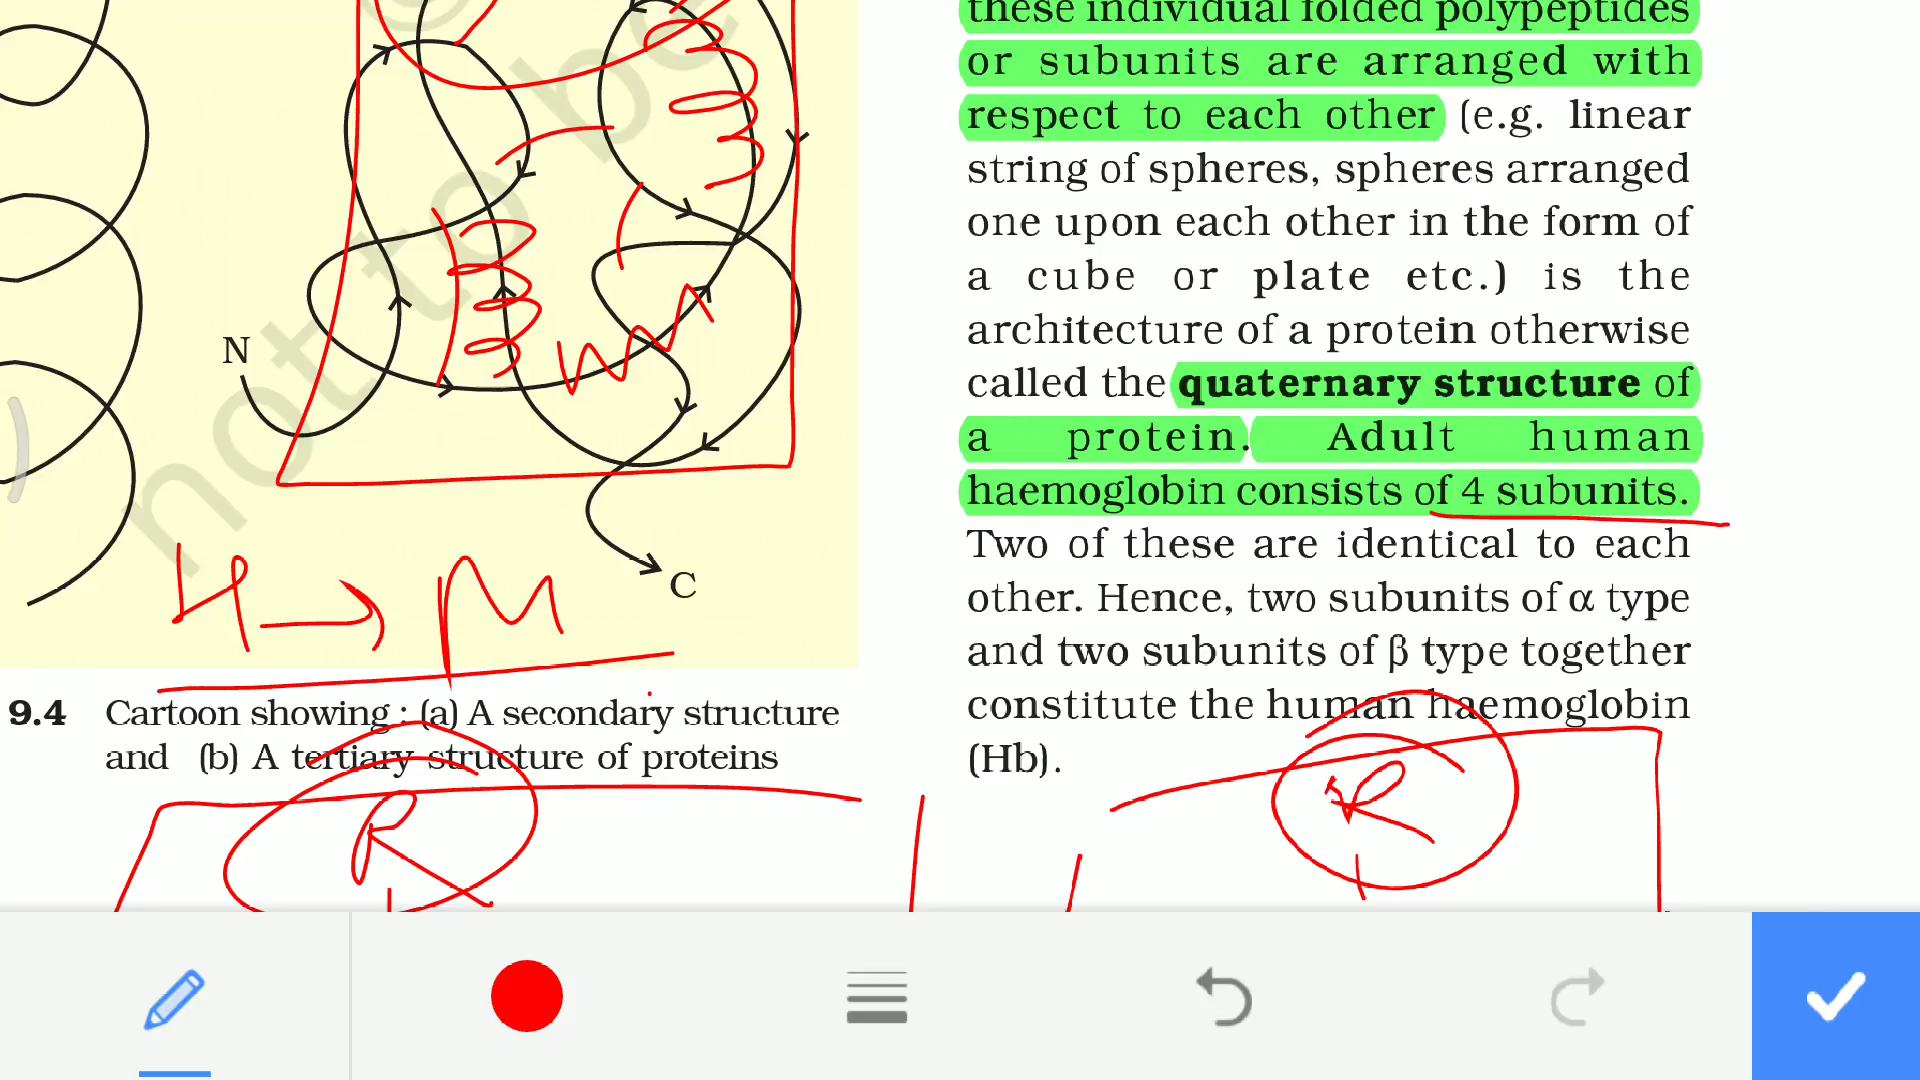 these individual folded polypeptides
or subunits are arranged with
respect to each other (e.g. linear
string of spheres, spheres arranged
one upon each other in the form of
a cube or plate etc.) is the
architecture of a protein otherwise
called the quaternary structure of
a protein. Adult human
haemoglobin consists of 4 subunits.
Two of these are identical to each
other. Hence, two subunits of α type
and two subunits of β type together
constitute the human haemoglobin
(Hb).
not to be
N
C
H → M
9.4 Cartoon showing : (a) A secondary structure
and (b) A tertiary structure of proteins
R
R